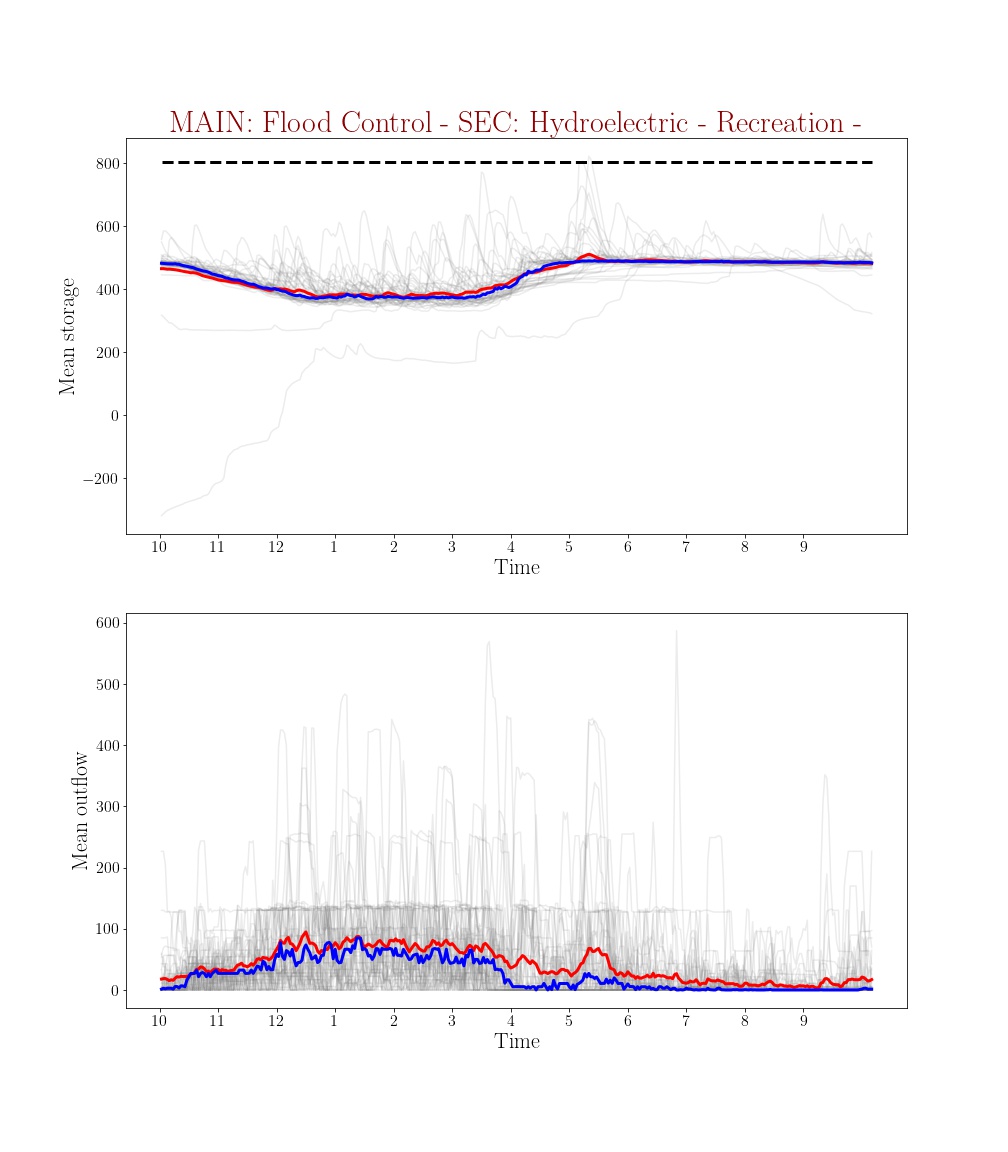 MAIN: Flood Control - SEC: Hydroelectric - Recreation -
800
600
400
200
0
−200
Mean storage
10 11 12 1 2 3 4 5 6 7 8 9
Time
600
500
400
300
200
100
0
Mean outflow
10 11 12 1 2 3 4 5 6 7 8 9
Time